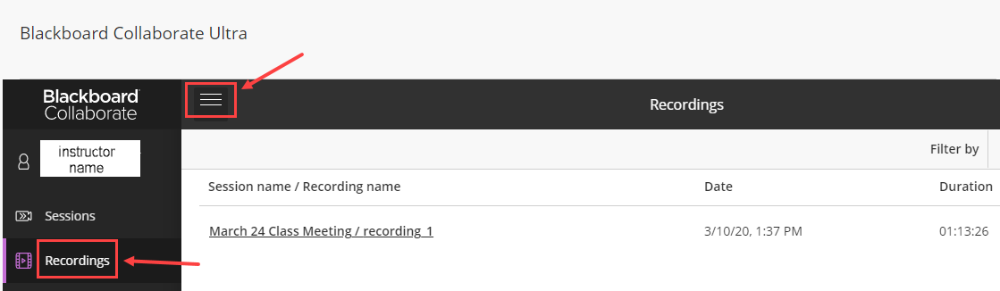 Blackboard Collaborate Ultra
Blackboard
Collaborate
Recordings
instructor
name
Filter by
Session name / Recording name Date Duration
Sessions
March 24 Class Meeting / recording_1 3/10/20, 1:37 PM 01:13:26
Recordings